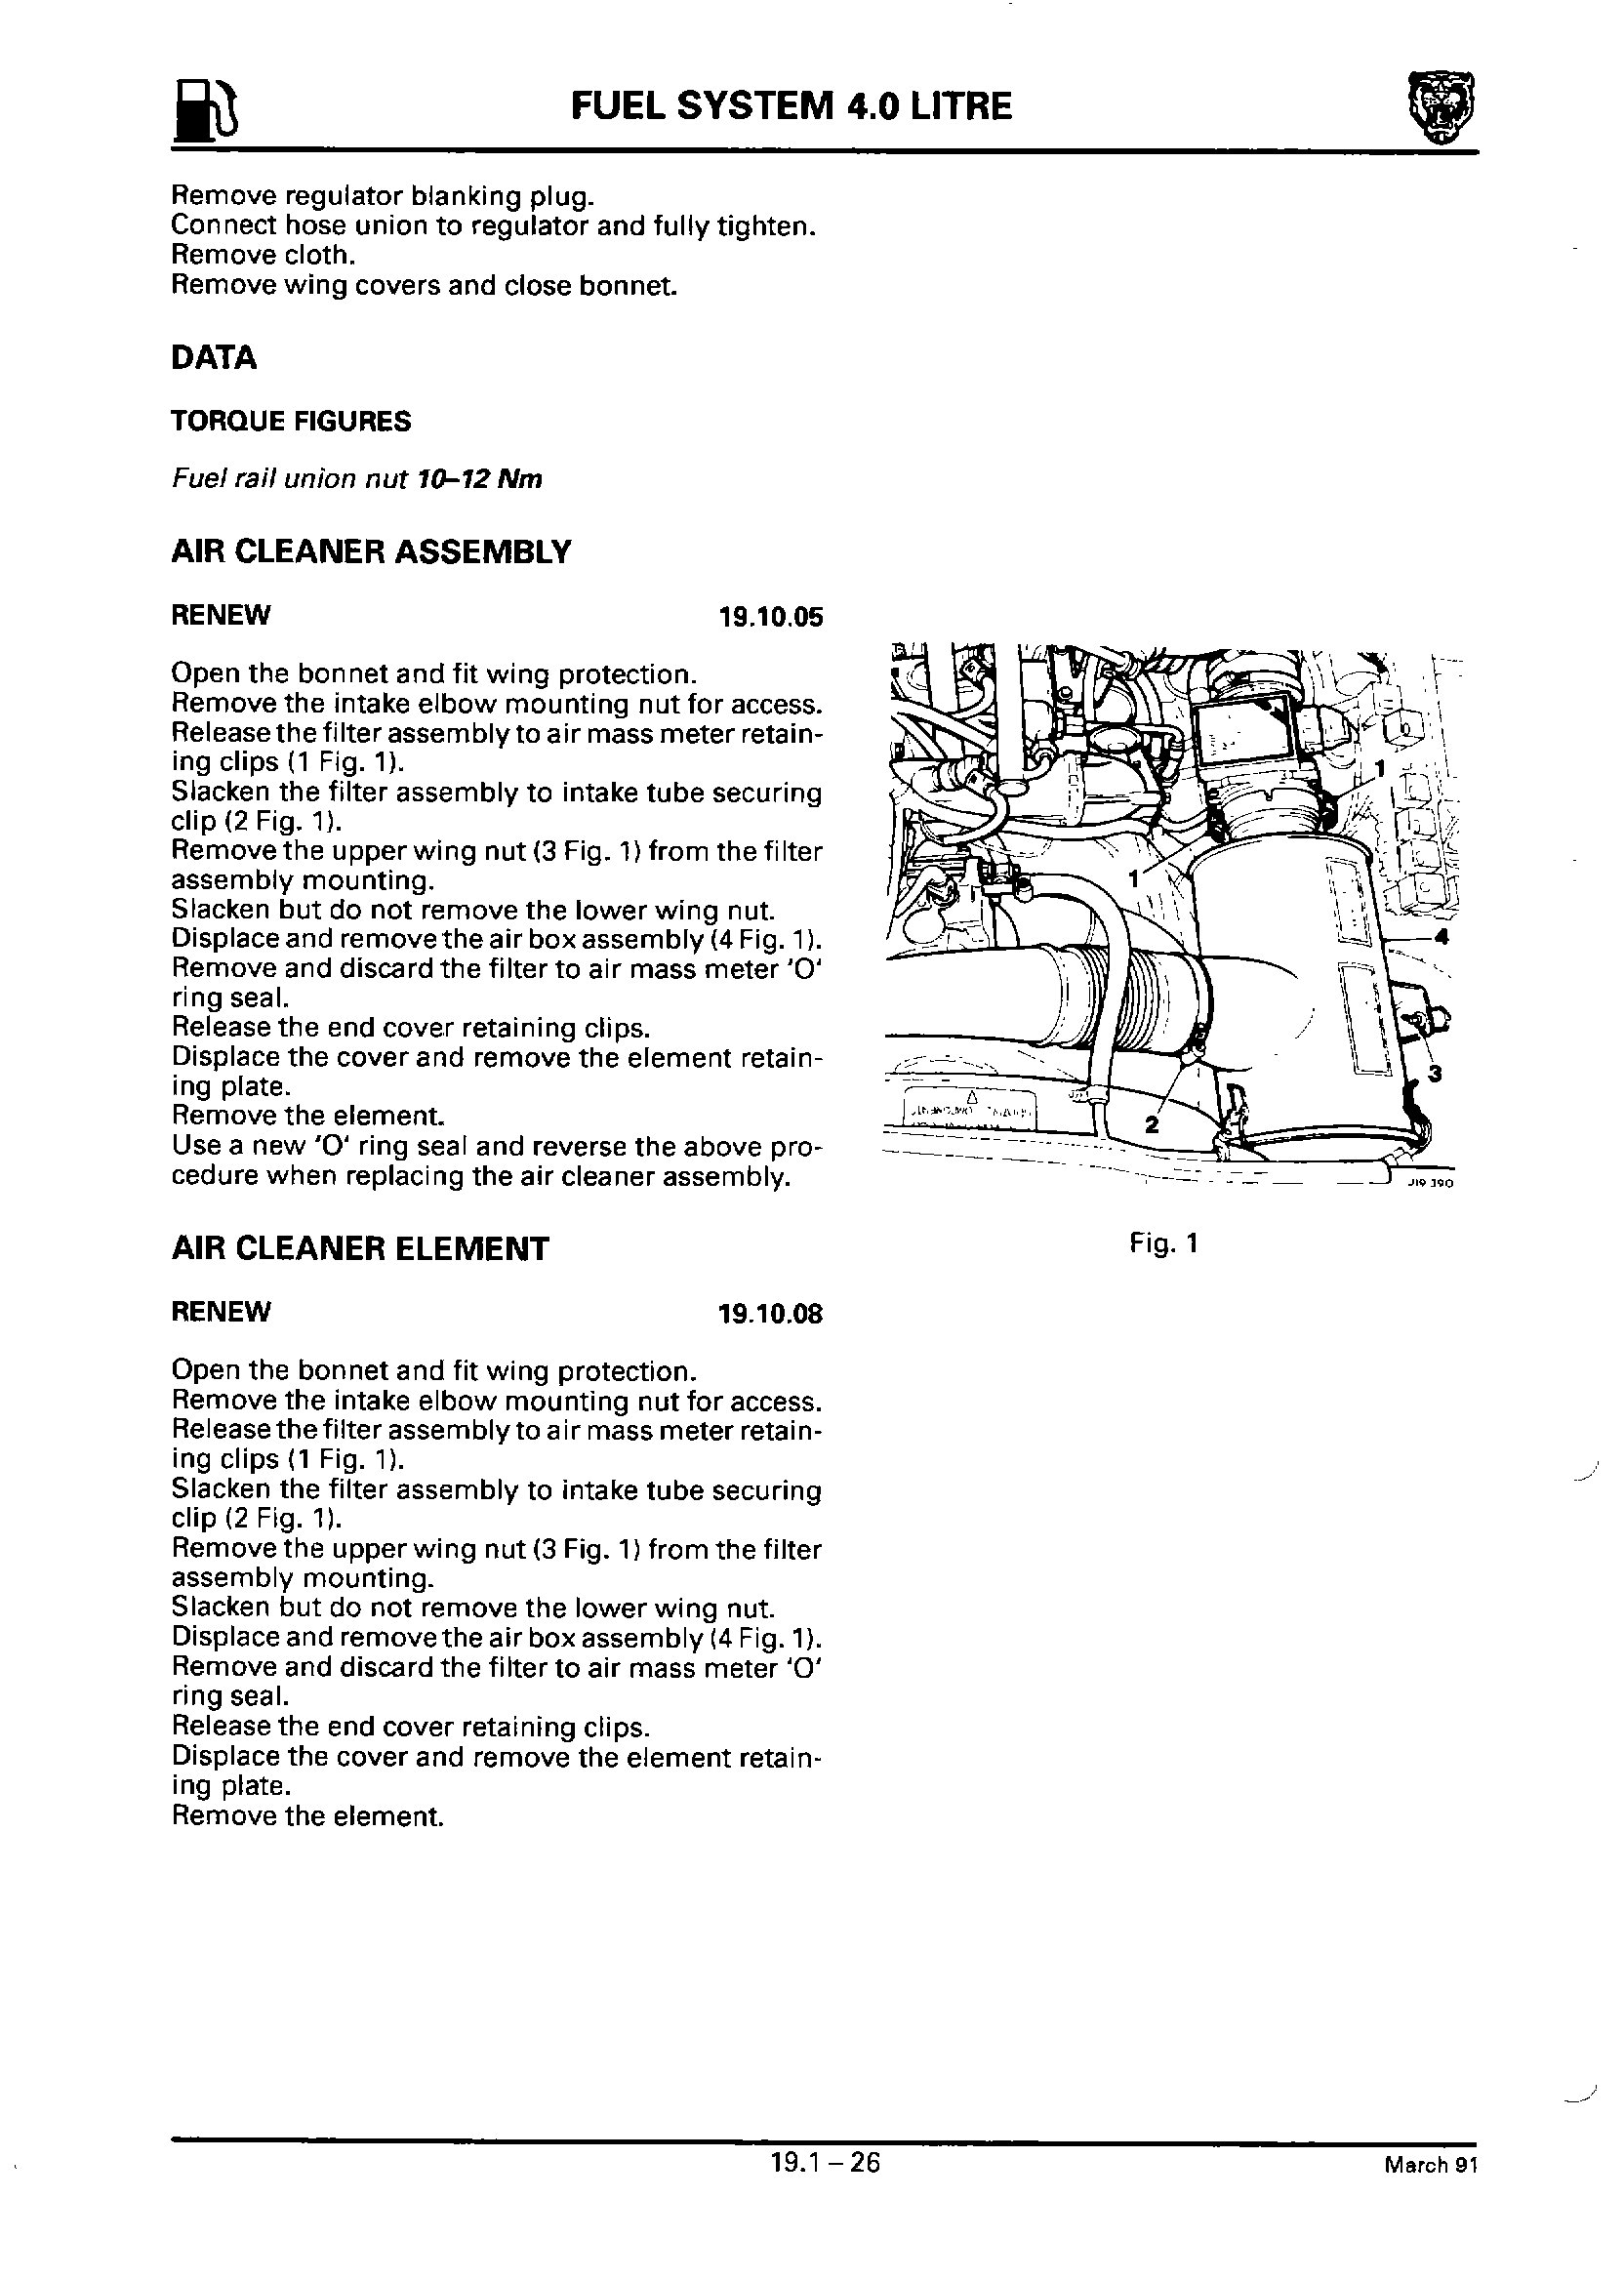 FUEL SYSTEM 4.0 LITRE
Remove regulator blanking plug.
Connect hose union to regulator and fully tighten.
Remove cloth.
Remove wing covers and close bonnet.
DATA
TORQUE FIGURES
Fuel rail union nut 10–12 Nm
AIR CLEANER ASSEMBLY
RENEW 19.10.05
Open the bonnet and fit wing protection.
Remove the intake elbow mounting nut for access.
Release the filter assembly to air mass meter retain-
ing clips (1 Fig. 1).
Slacken the filter assembly to intake tube securing
clip (2 Fig. 1).
Remove the upper wing nut (3 Fig. 1) from the filter
assembly mounting.
Slacken but do not remove the lower wing nut.
Displace and remove the air box assembly (4 Fig. 1).
Remove and discard the filter to air mass meter 'O'
ring seal.
Release the end cover retaining clips.
Displace the cover and remove the element retain-
ing plate.
Remove the element.
Use a new 'O' ring seal and reverse the above pro-
cedure when replacing the air cleaner assembly.
1
1
4
3
2
J19 390
Fig. 1
AIR CLEANER ELEMENT
RENEW 19.10.08
Open the bonnet and fit wing protection.
Remove the intake elbow mounting nut for access.
Release the filter assembly to air mass meter retain-
ing clips (1 Fig. 1).
Slacken the filter assembly to intake tube securing
clip (2 Fig. 1).
Remove the upper wing nut (3 Fig. 1) from the filter
assembly mounting.
Slacken but do not remove the lower wing nut.
Displace and remove the air box assembly (4 Fig. 1).
Remove and discard the filter to air mass meter 'O'
ring seal.
Release the end cover retaining clips.
Displace the cover and remove the element retain-
ing plate.
Remove the element.
19.1 – 26
March 91